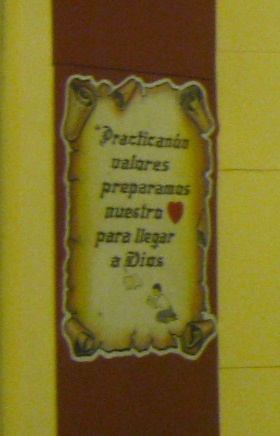 "Practicando
valores
preparamos
nuestro
para llegar
a Dios